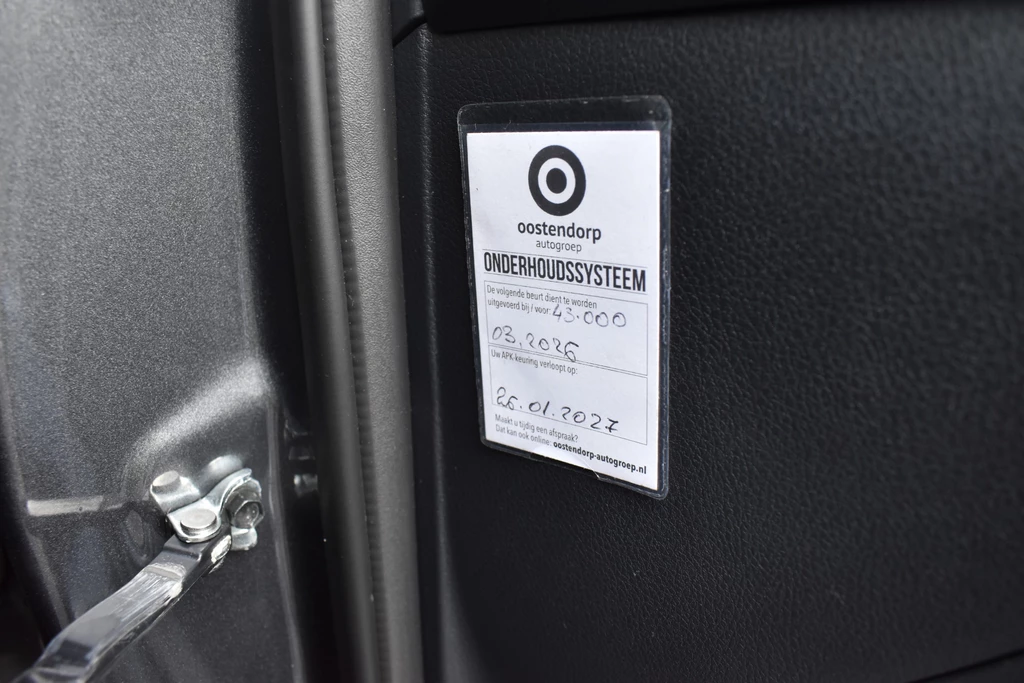 oostendorp
autogroep
ONDERHOUDSSYSTEEM
De volgende beurt dient te worden
uitgevoerd bij / voor: 43.000
03.2026
Uw APK-keuring verloopt op:
26.01.2027
Maakt u tijdig een afspraak?
Dat kan ook online: oostendorp-autogroep.nl